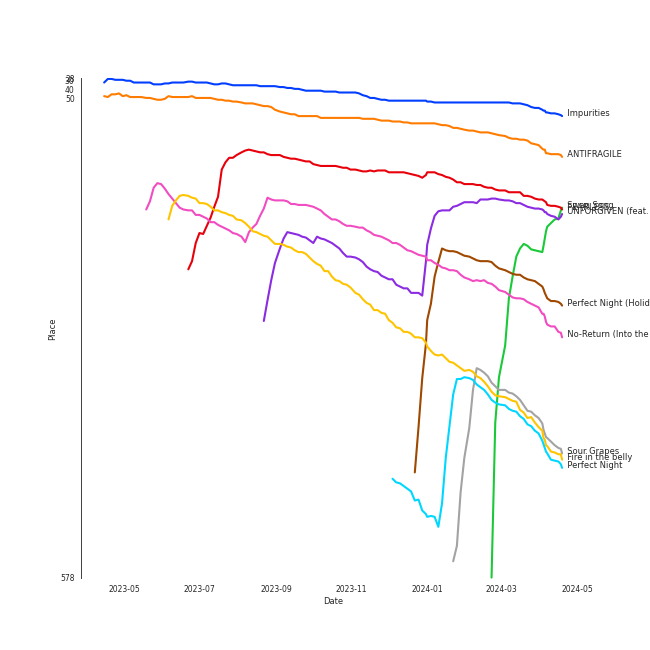 28
30
40
50
578
Place
2023-05
2023-07
2023-09
2023-11
2024-01
2024-03
2024-05
Date
Impurities
ANTIFRAGILE
UNFORGIVEN (feat.
Perfect Night (Holid
No-Return (Into the
Sour Grapes
Fire in the belly
Perfect Night